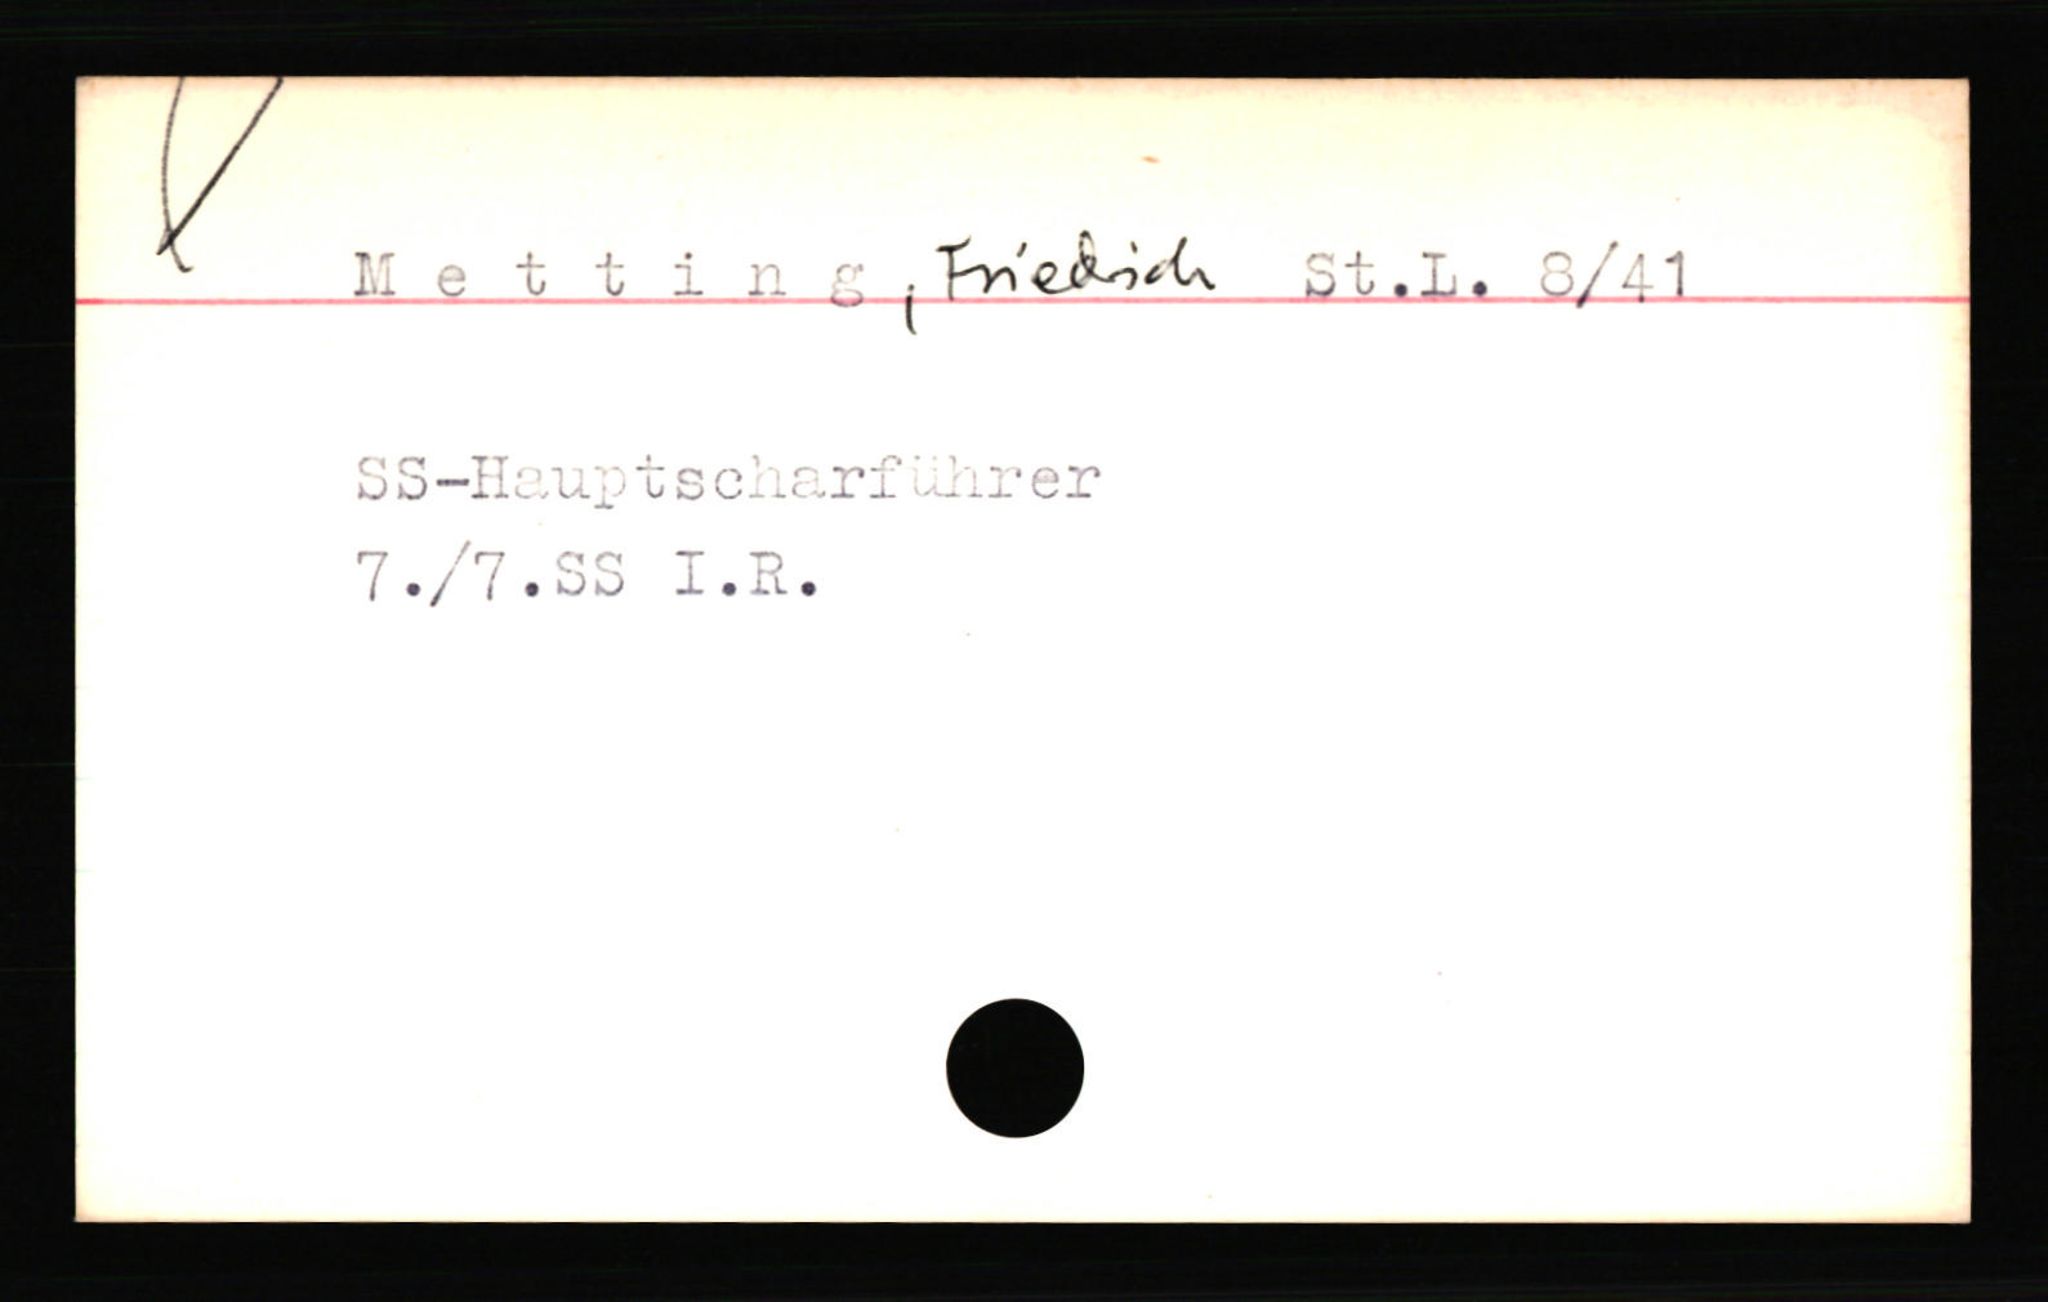 M e t t i n g, Friedrich St.L. 8/41
SS-Hauptscharführer
7./7.SS I.R.